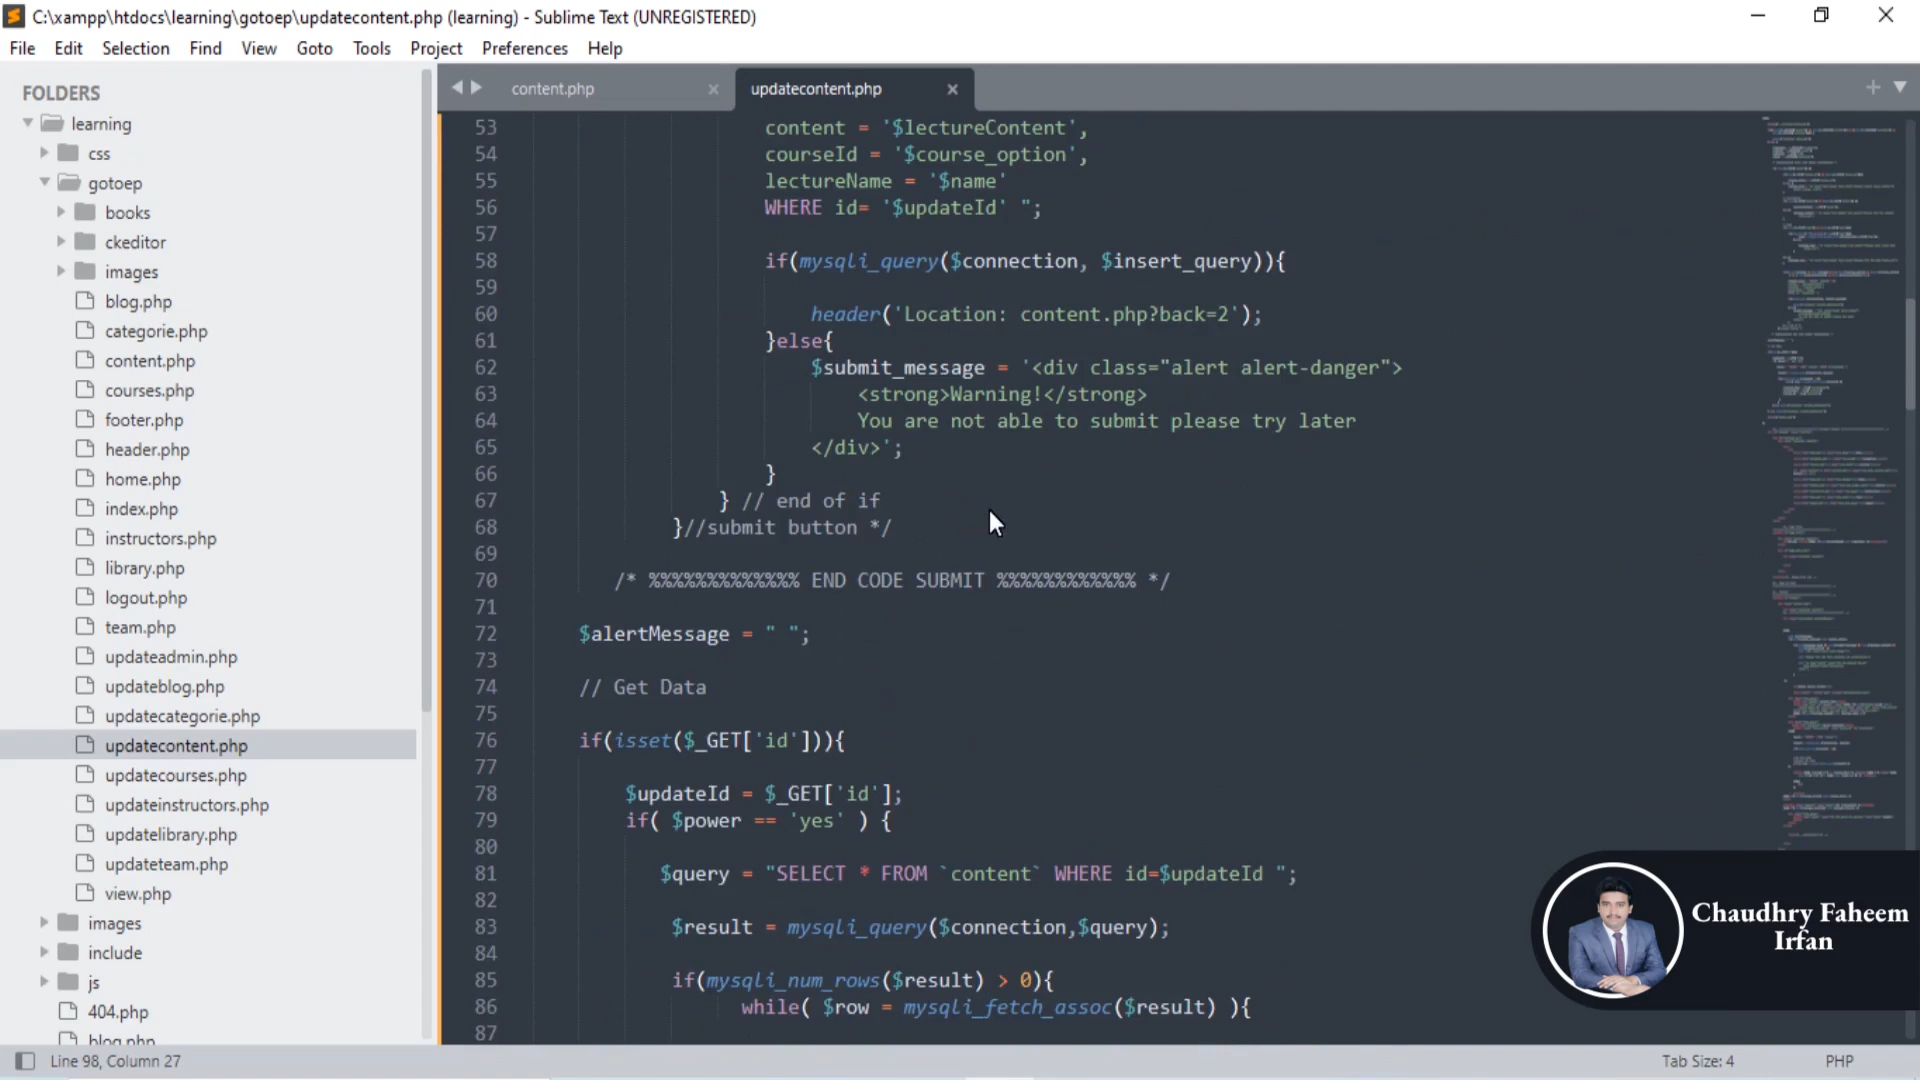 C:\xampp\htdocs\learning\gotoep\updatecontent.php (learning) - Sublime Text (UNREGISTERED)
File Edit Selection Find View Goto Tools Project Preferences Help
FOLDERS
learning
css
gotoep
books
ckeditor
images
blog.php
categorie.php
content.php
courses.php
footer.php
header.php
home.php
index.php
instructors.php
library.php
logout.php
team.php
updateadmin.php
updateblog.php
updatecategorie.php
updatecontent.php
updatecourses.php
updateinstructors.php
updatelibrary.php
updateteam.php
view.php
images
include
js
404.php
blog.php
content.php updatecontent.php
53 content = '$lectureContent',
54 courseId = '$course_option',
55 lectureName = '$name'
56 WHERE id= '$updateId' ";
57
58 if(mysqli_query($connection, $insert_query)){
59
60 header('Location: content.php?back=2');
61 }else{
62 $submit_message = '<div class="alert alert-danger">
63 <strong>Warning!</strong>
64 You are not able to submit please try later
65 </div>';
66 }
67 } // end of if
68 }//submit button */
69
70 /* %%%%%%%%%%%%% END CODE SUBMIT %%%%%%%%%%%% */
71
72 $alertMessage = " ";
73
74 // Get Data
75
76 if(isset($_GET['id'])){
77
78 $updateId = $_GET['id'];
79 if( $power == 'yes' ) {
80
81 $query = "SELECT * FROM `content` WHERE id=$updateId ";
82
83 $result = mysqli_query($connection,$query);
84
85 if(mysqli_num_rows($result) > 0){
86 while( $row = mysqli_fetch_assoc($result) ){
87
Chaudhry Faheem
Irfan
Line 98, Column 27
Tab Size: 4 PHP